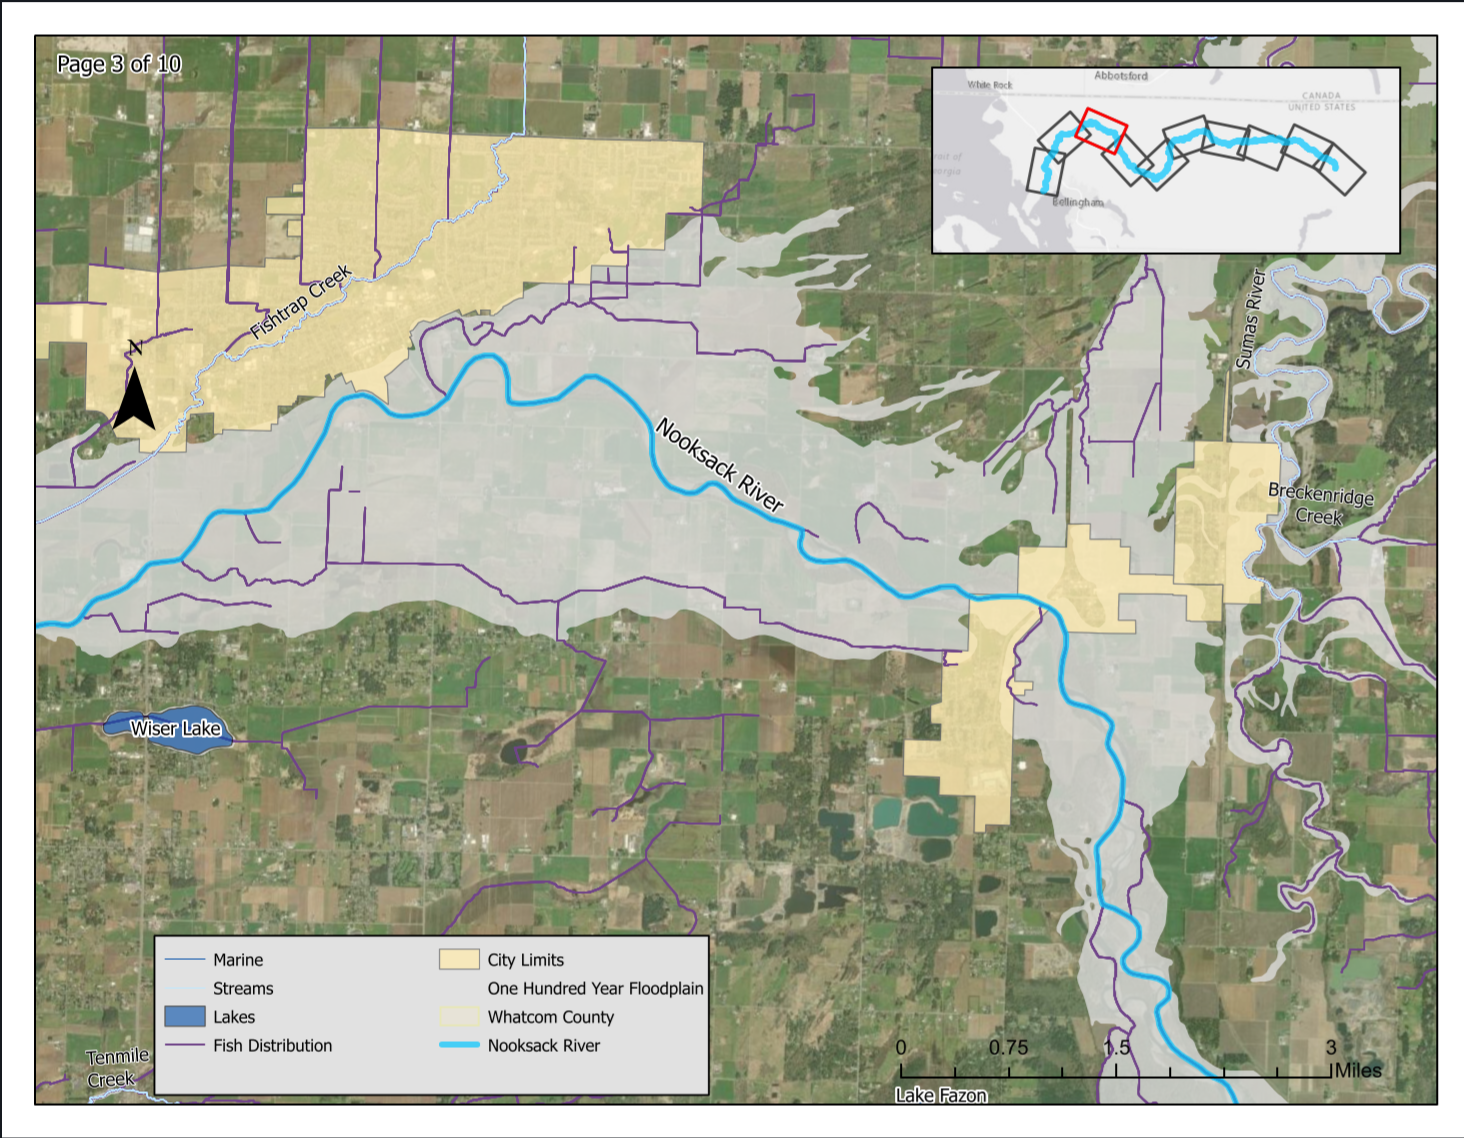 Page 3 of 10
White Rock
Abbotsford
CANADA
UNITED STATES
Bellingham
Fishtrap Creek
N
Sumas River
Nooksack River
Breckenridge
Creek
Wiser Lake
Marine
Streams
Lakes
Fish Distribution
City Limits
One Hundred Year Floodplain
Whatcom County
Nooksack River
Tenmile
Creek
0 0.75 1.5 3
Miles
Lake Fazon